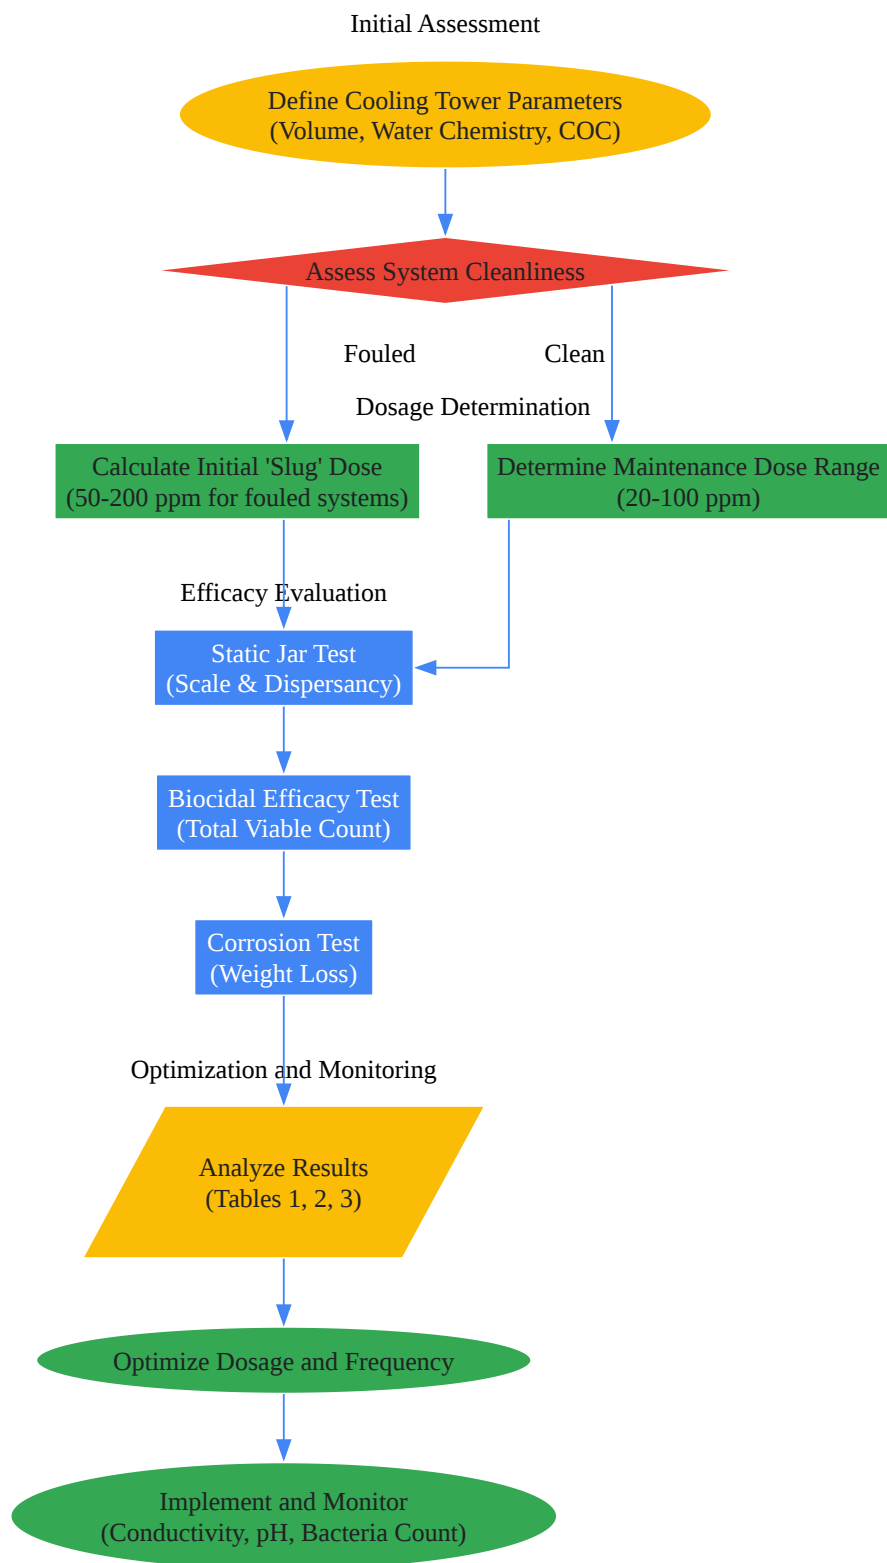 Initial Assessment
Define Cooling Tower Parameters
(Volume, Water Chemistry, COC)
Assess System Cleanliness
Fouled
Clean
Dosage Determination
Calculate Initial 'Slug' Dose
(50-200 ppm for fouled systems)
Determine Maintenance Dose Range
(20-100 ppm)
Efficacy Evaluation
Static Jar Test
(Scale & Dispersancy)
Biocidal Efficacy Test
(Total Viable Count)
Corrosion Test
(Weight Loss)
Optimization and Monitoring
Analyze Results
(Tables 1, 2, 3)
Optimize Dosage and Frequency
Implement and Monitor
(Conductivity, pH, Bacteria Count)